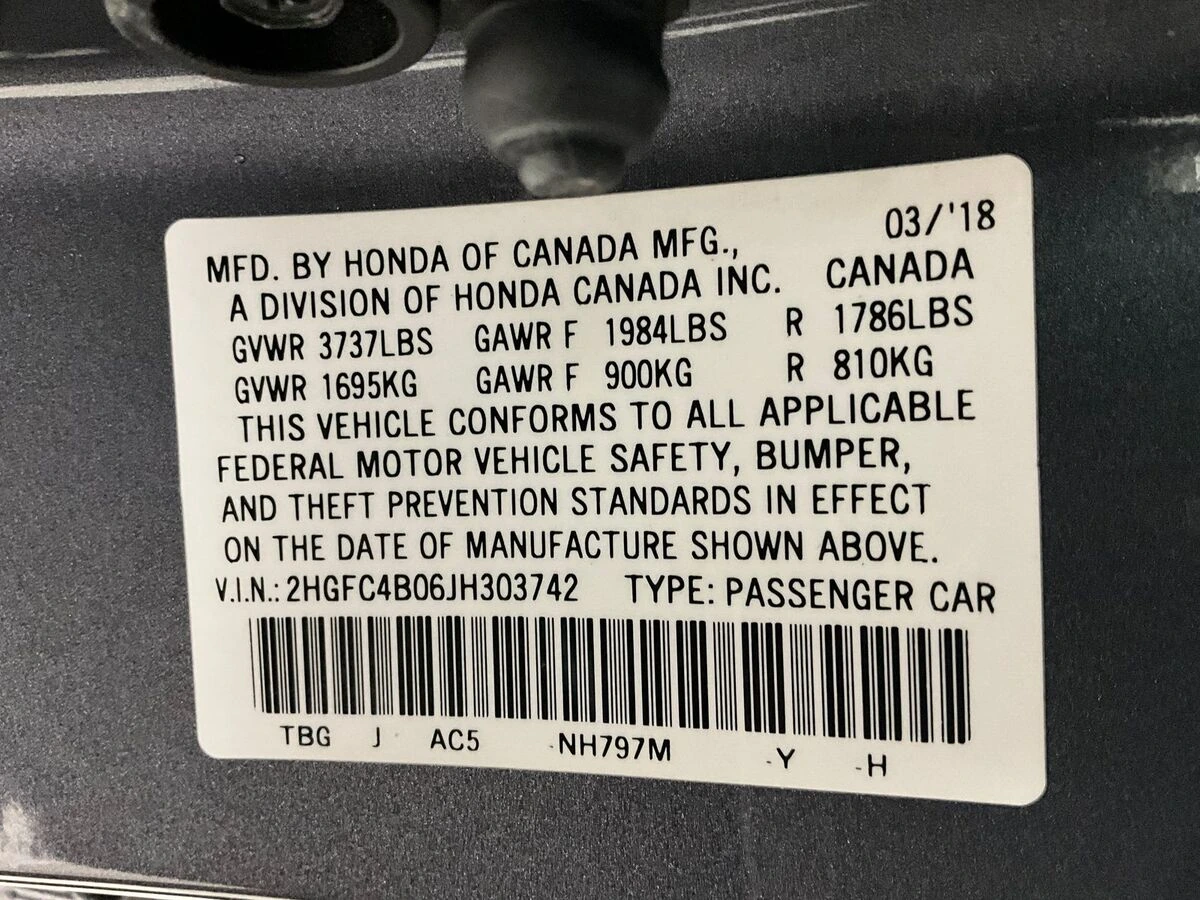 03/'18
MFD. BY HONDA OF CANADA MFG.,
A DIVISION OF HONDA CANADA INC. CANADA
GVWR 3737LBS GAWR F 1984LBS R 1786LBS
GVWR 1695KG GAWR F 900KG R 810KG
THIS VEHICLE CONFORMS TO ALL APPLICABLE
FEDERAL MOTOR VEHICLE SAFETY, BUMPER,
AND THEFT PREVENTION STANDARDS IN EFFECT
ON THE DATE OF MANUFACTURE SHOWN ABOVE.
V.I.N.: 2HGFC4B06JH303742 TYPE: PASSENGER CAR
TBG J AC5 -NH797M -Y -H